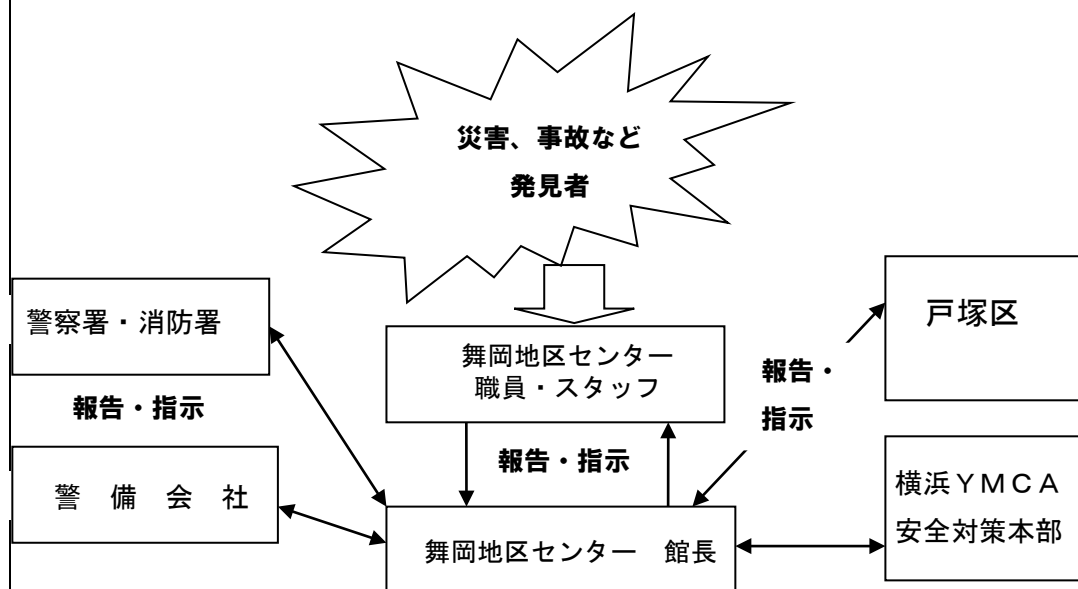 災害、事故など
発見者
警察署・消防署
戸塚区
舞岡地区センター
職員・スタッフ
報告・指示
報告・
指示
報告・指示
警　備　会　社
横浜ＹＭＣＡ
安全対策本部
舞岡地区センター　館長